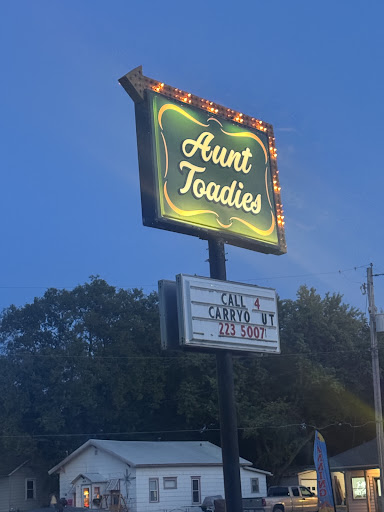 Aunt
Toadies
CALL 4
CARRYO UT
223 5007